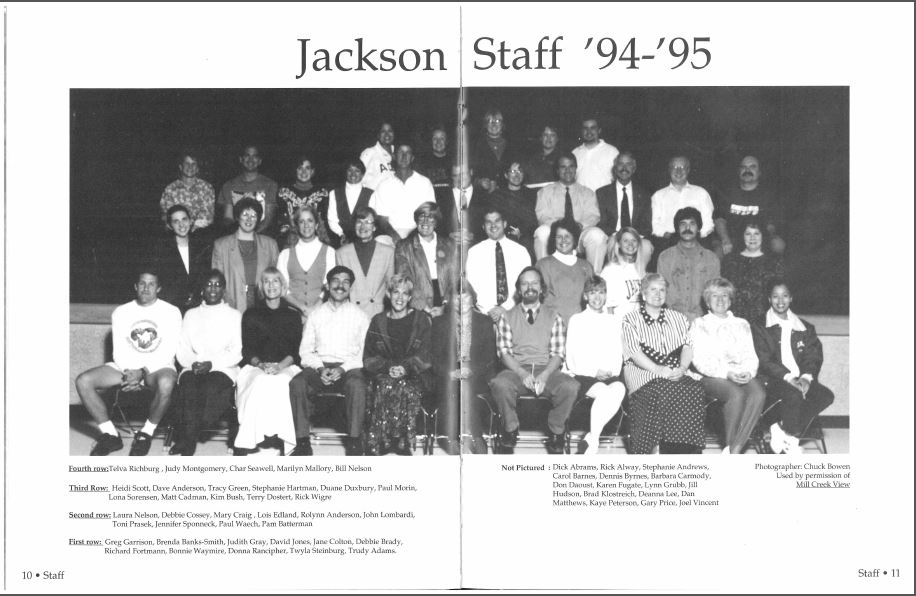 Jackson Staff '94-'95
Fourth row: Telva Richburg , Judy Montgomery, Char Seawell, Marilyn Mallory, Bill Nelson
Third Row: Heidi Scott, Dave Anderson, Tracy Green, Stephanie Hartman, Duane Duxbury, Paul Morin,
Lona Sorensen, Matt Cadman, Kim Bush, Terry Dostert, Rick Wigre
Second row: Laura Nelson, Debbie Cossey, Mary Craig , Lois Edland, Rolynn Anderson, John Lombardi,
Toni Prasek, Jennifer Sponneck, Paul Waech, Pam Batterman
First row: Greg Garrison, Brenda Banks-Smith, Judith Gray, David Jones, Jane Colton, Debbie Brady,
Richard Fortmann, Bonnie Waymire, Donna Rancipher, Twyla Steinburg, Trudy Adams.
Not Pictured : Dick Abrams, Rick Alway, Stephanie Andrews,
Carol Barnes, Dennis Byrnes, Barbara Carmody,
Don Daoust, Karen Fugate, Lynn Grubb, Jill
Hudson, Brad Klostreich, Deanna Lee, Dan
Matthews, Kaye Peterson, Gary Price, Joel Vincent
Photographer: Chuck Bowen
Used by permission of
Mill Creek View
10 • Staff
Staff • 11